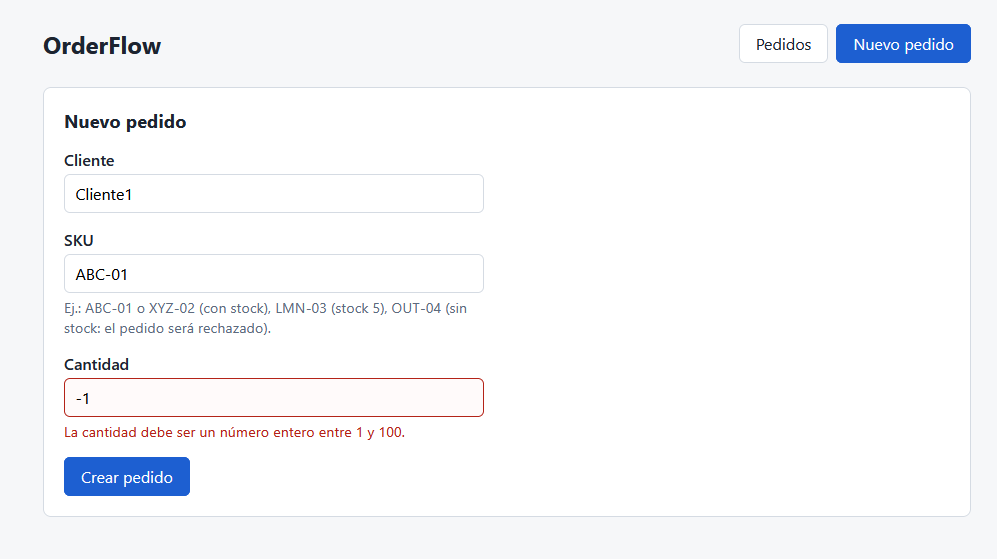 OrderFlow
Pedidos
Nuevo pedido
Nuevo pedido
Cliente
Cliente1
SKU
ABC-01
Ej.: ABC-01 o XYZ-02 (con stock), LMN-03 (stock 5), OUT-04 (sin
stock: el pedido será rechazado).
Cantidad
-1
La cantidad debe ser un número entero entre 1 y 100.
Crear pedido